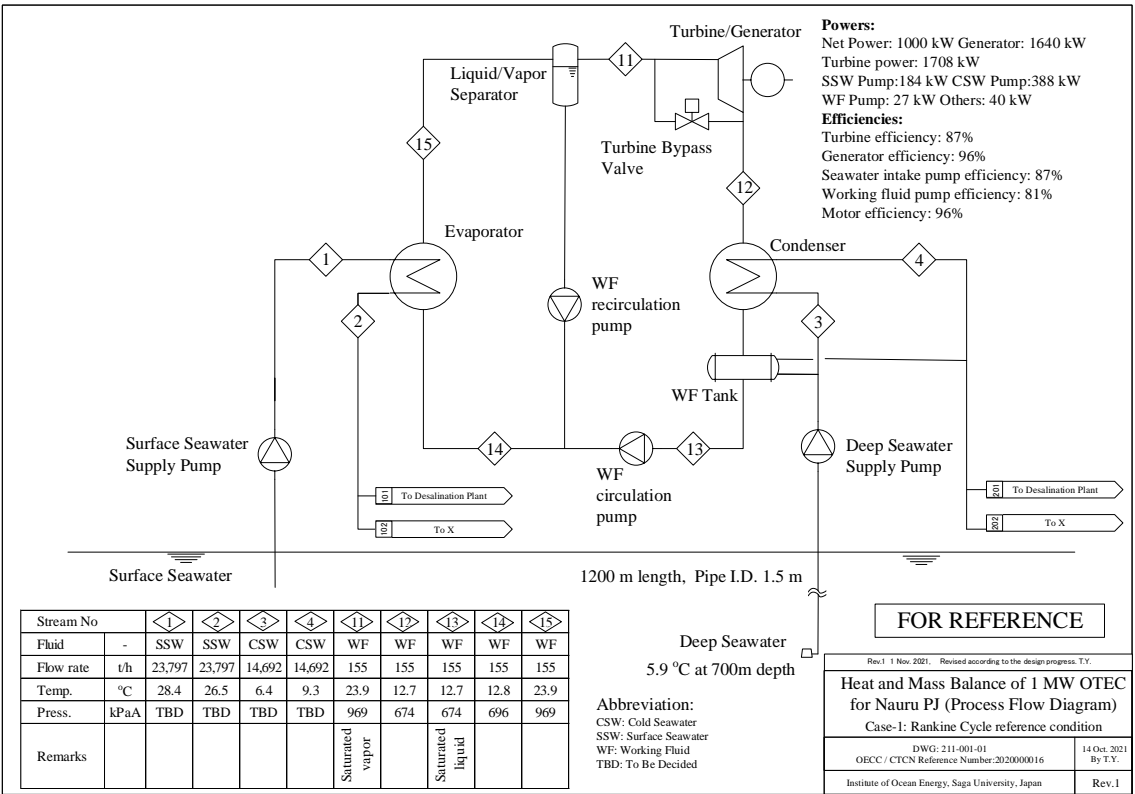 Turbine/Generator
Powers:
Net Power: 1000 kW Generator: 1640 kW
Turbine power: 1708 kW
SSW Pump:184 kW CSW Pump:388 kW
WF Pump: 27 kW Others: 40 kW
Efficiencies:
Turbine efficiency: 87%
Generator efficiency: 96%
Seawater intake pump efficiency: 87%
Working fluid pump efficiency: 81%
Motor efficiency: 96%
11
Liquid/Vapor
Separator
15
Turbine Bypass
Valve
12
Evaporator
Condenser
1
4
2
WF
recirculation
pump
3
WF Tank
Surface Seawater
Supply Pump
14
13
Deep Seawater
Supply Pump
WF
circulation
pump
101 To Desalination Plant
102 To X
201 To Desalination Plant
202 To X
Surface Seawater
1200 m length, Pipe I.D. 1.5 m
Deep Seawater
5.9 °C at 700m depth
FOR REFERENCE
Stream No 1 2 3 4 11 12 13 14 15
Fluid - SSW SSW CSW CSW WF WF WF WF WF
Flow rate t/h 23,797 23,797 14,692 14,692 155 155 155 155 155
Temp. °C 28.4 26.5 6.4 9.3 23.9 12.7 12.7 12.8 23.9
Press. kPaA TBD TBD TBD TBD 969 674 674 696 969
Remarks Saturated vapor Saturated liquid
Abbreviation:
CSW: Cold Seawater
SSW: Surface Seawater
WF: Working Fluid
TBD: To Be Decided
Rev.1 1 Nov. 2021, Revised according to the design progress. T.Y.
Heat and Mass Balance of 1 MW OTEC
for Nauru PJ (Process Flow Diagram)
Case-1: Rankine Cycle reference condition
DWG: 211-001-01
OECC / CTCN Reference Number:2020000016
14 Oct. 2021
By T.Y.
Institute of Ocean Energy, Saga University, Japan
Rev.1